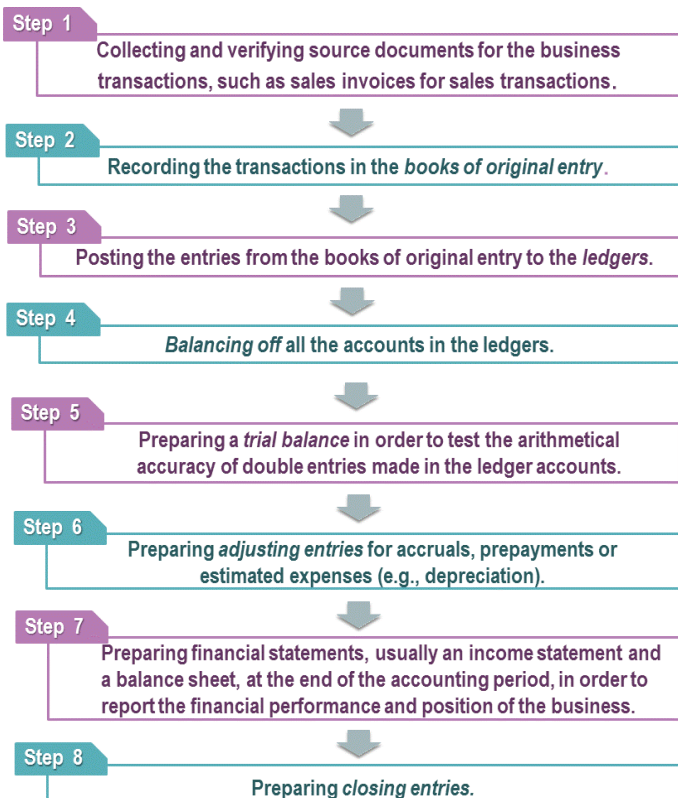 Step 1
Collecting and verifying source documents for the business
transactions, such as sales invoices for sales transactions.
Step 2
Recording the transactions in the books of original entry.
Step 3
Posting the entries from the books of original entry to the ledgers.
Step 4
Balancing off all the accounts in the ledgers.
Step 5
Preparing a trial balance in order to test the arithmetical
accuracy of double entries made in the ledger accounts.
Step 6
Preparing adjusting entries for accruals, prepayments or
estimated expenses (e.g., depreciation).
Step 7
Preparing financial statements, usually an income statement and
a balance sheet, at the end of the accounting period, in order to
report the financial performance and position of the business.
Step 8
Preparing closing entries.